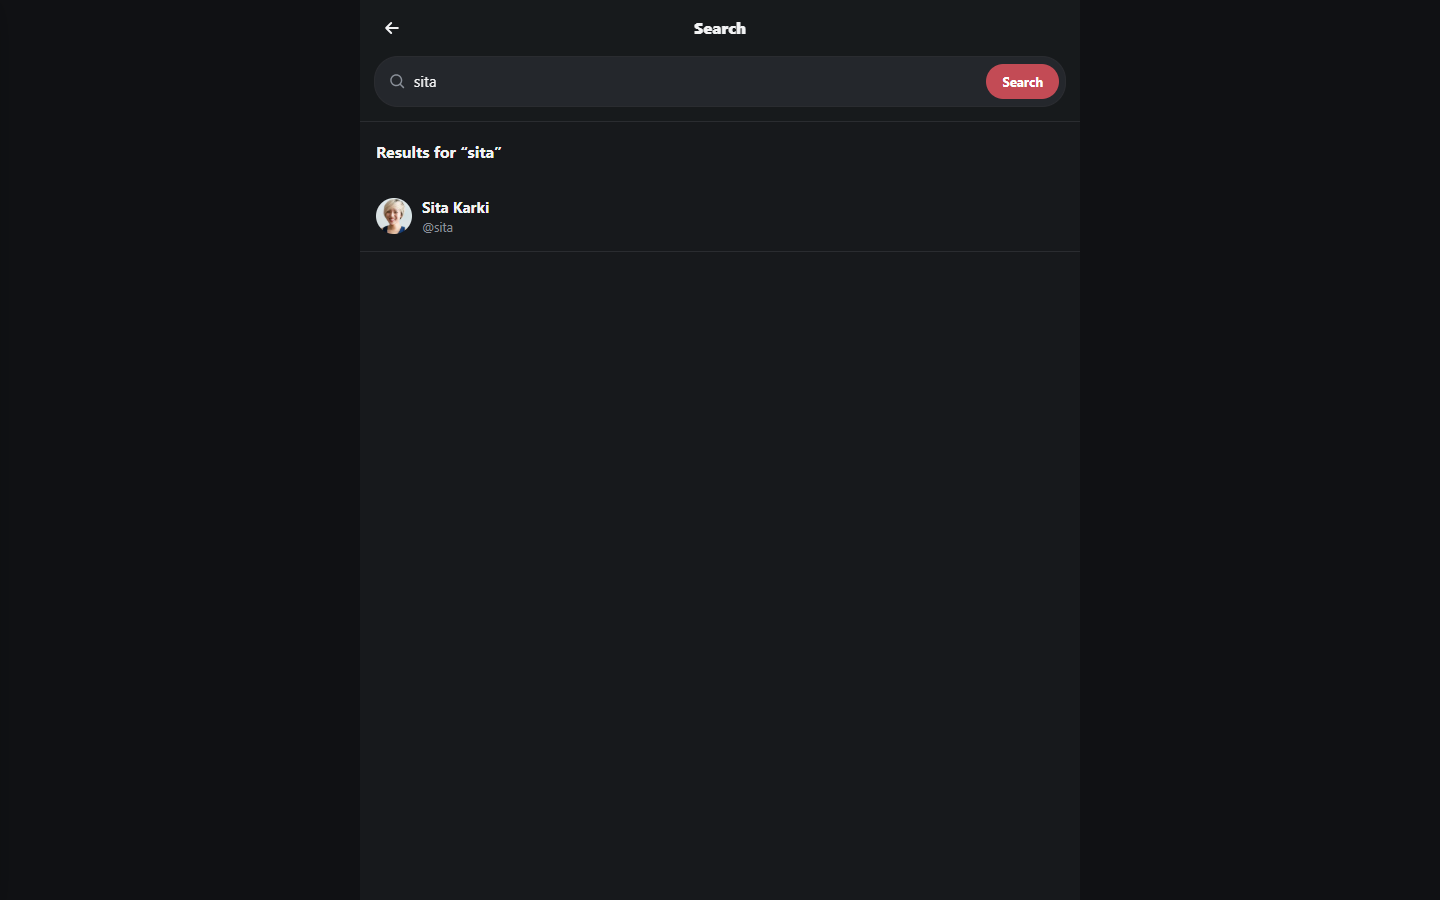 Search
sita
Search
Results for “sita”
Sita Karki
@sita